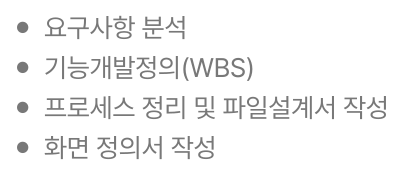 • 요구사항 분석
• 기능개발정의(WBS)
• 프로세스 정리 및 파일설계서 작성
• 화면 정의서 작성